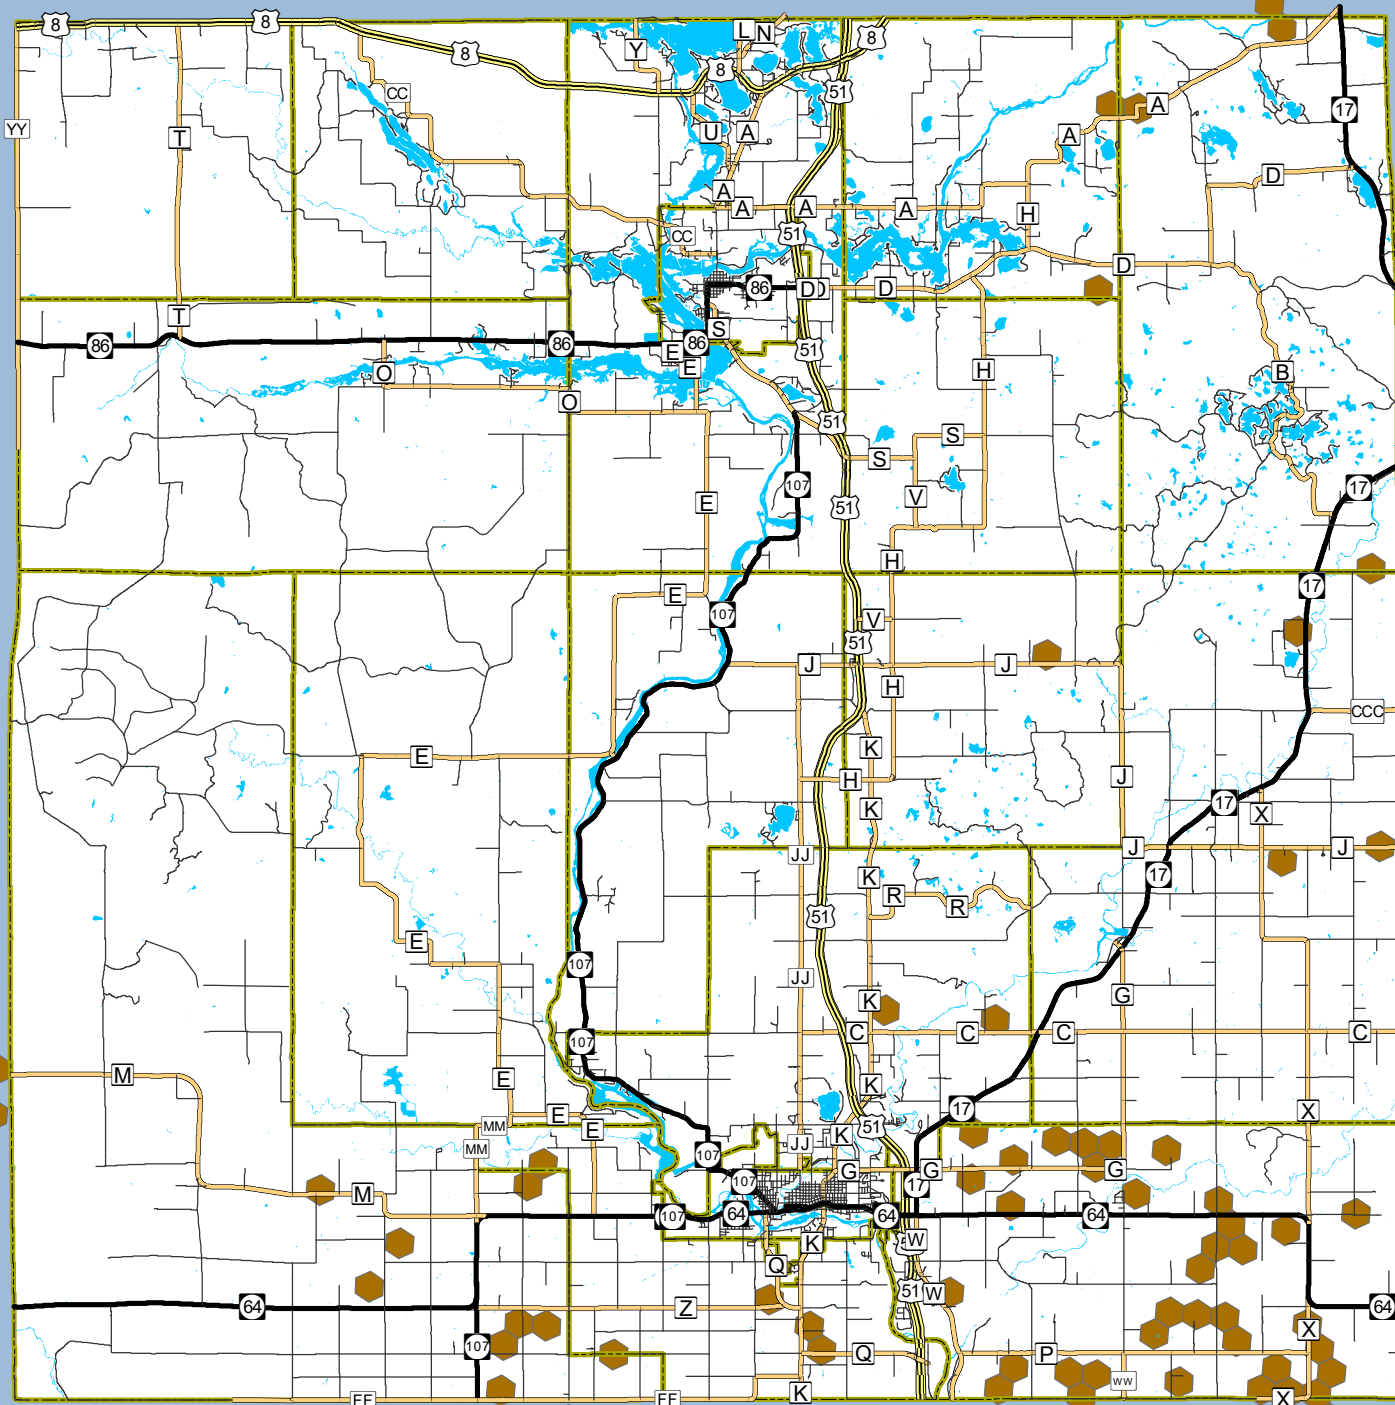 8 8 8 L N 8
Y 8 51
CC A 17
YY T U A A
D
A A A A H
CC 51
D
86 D D D
T S
86 86 86 E 51
O E H B
O 51
S S
107 17
E V
51
H
17
E 107 V
51
J J
H
CCC
K
E J
H
17
K X
JJ J J
K 17
R R
51
E
107
JJ
G
K
C C C C
107
M E K
17
E X
MM E 51
K
MM JJ
107 G G G
107 17
M
107 64 64 64
K W
Q
51 W
64 Z 64
X
107
Q P
WW
FF FF K X